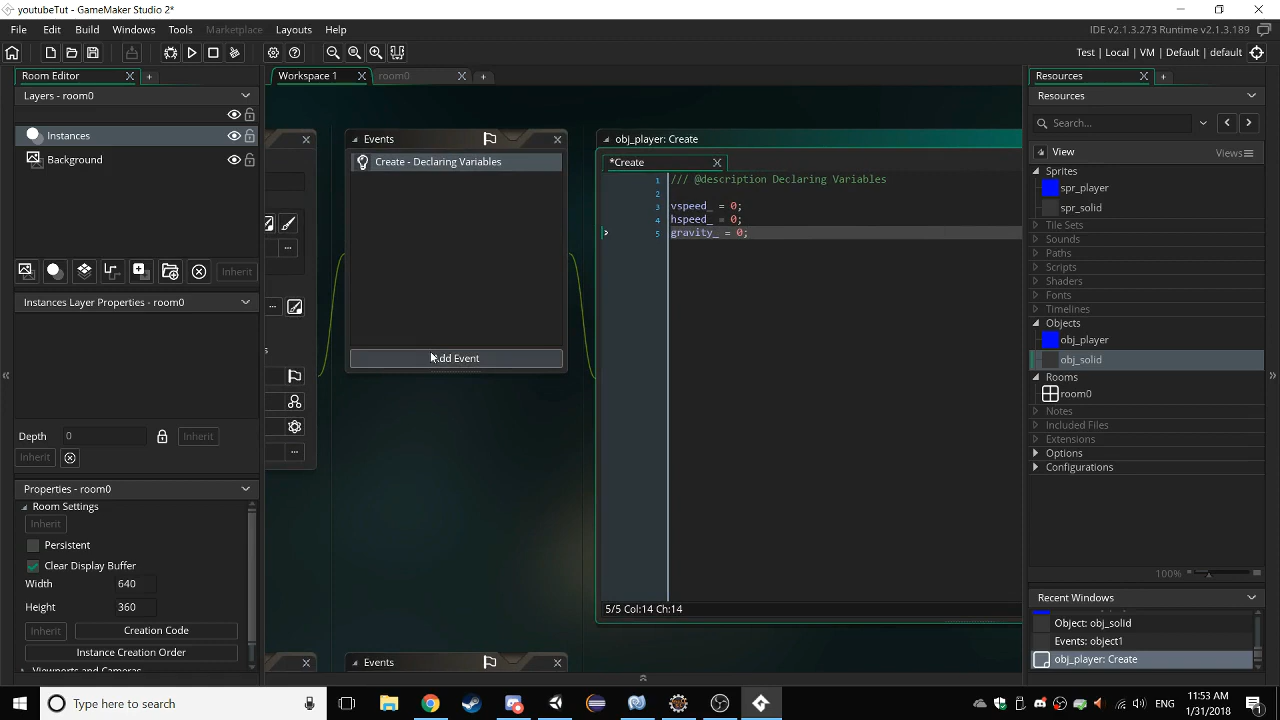 youtubeTut - GameMaker Studio 2*
File Edit Build Windows Tools Marketplace Layouts Help
IDE v2.1.3.273 Runtime v2.1.3.189
Test | Local | VM | Default | default
Room Editor
Workspace 1
room0
Resources
Layers - room0
Instances
Background
Inherit
Instances Layer Properties - room0
Depth 0 Inherit
Inherit
Properties - room0
Room Settings
Inherit
Persistent
Clear Display Buffer
Width 640
Height 360
Inherit Creation Code
Instance Creation Order
Viewports and Cameras
Events
Create - Declaring Variables
Add Event
Events
obj_player: Create
*Create
1 /// @description Declaring Variables
2
3 vspeed_ = 0;
4 hspeed_ = 0;
5 gravity_ = 0;
5/5 Col:14 Ch:14
Resources
Search...
View Views
Sprites
spr_player
spr_solid
Tile Sets
Sounds
Paths
Scripts
Shaders
Fonts
Timelines
Objects
obj_player
obj_solid
Rooms
room0
Notes
Included Files
Extensions
Options
Configurations
100%
Recent Windows
Object: obj_solid
Events: object1
obj_player: Create
Type here to search
ENG
11:53 AM
1/31/2018